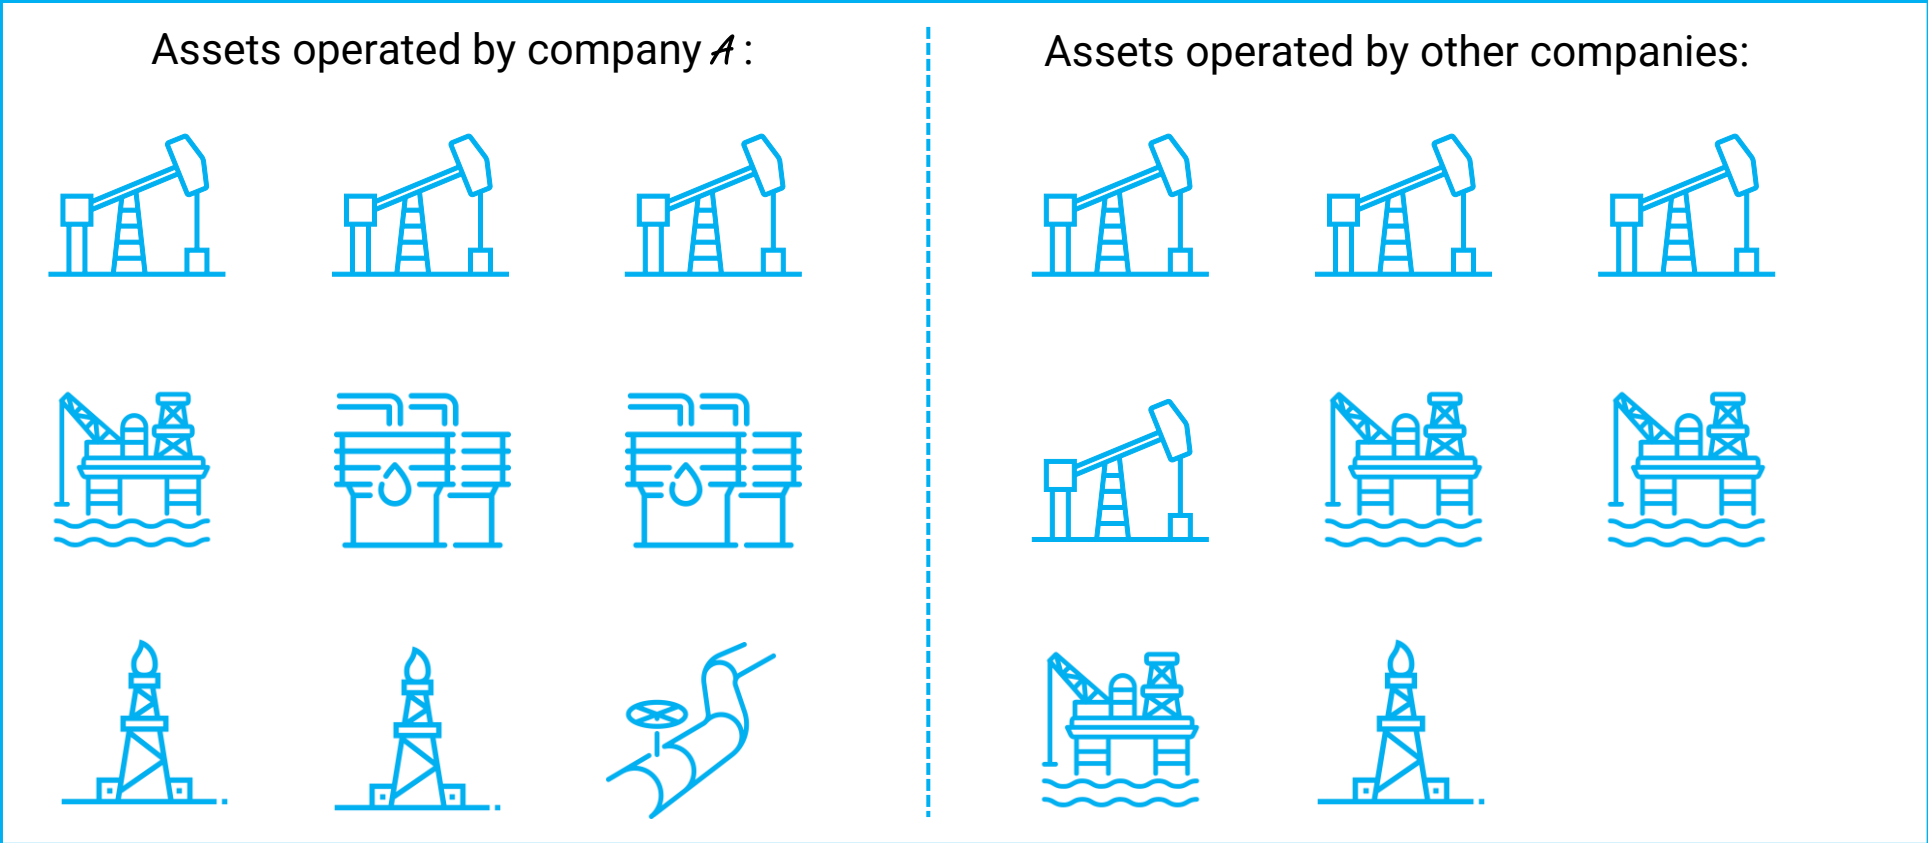 Assets operated by company A :
Assets operated by other companies: